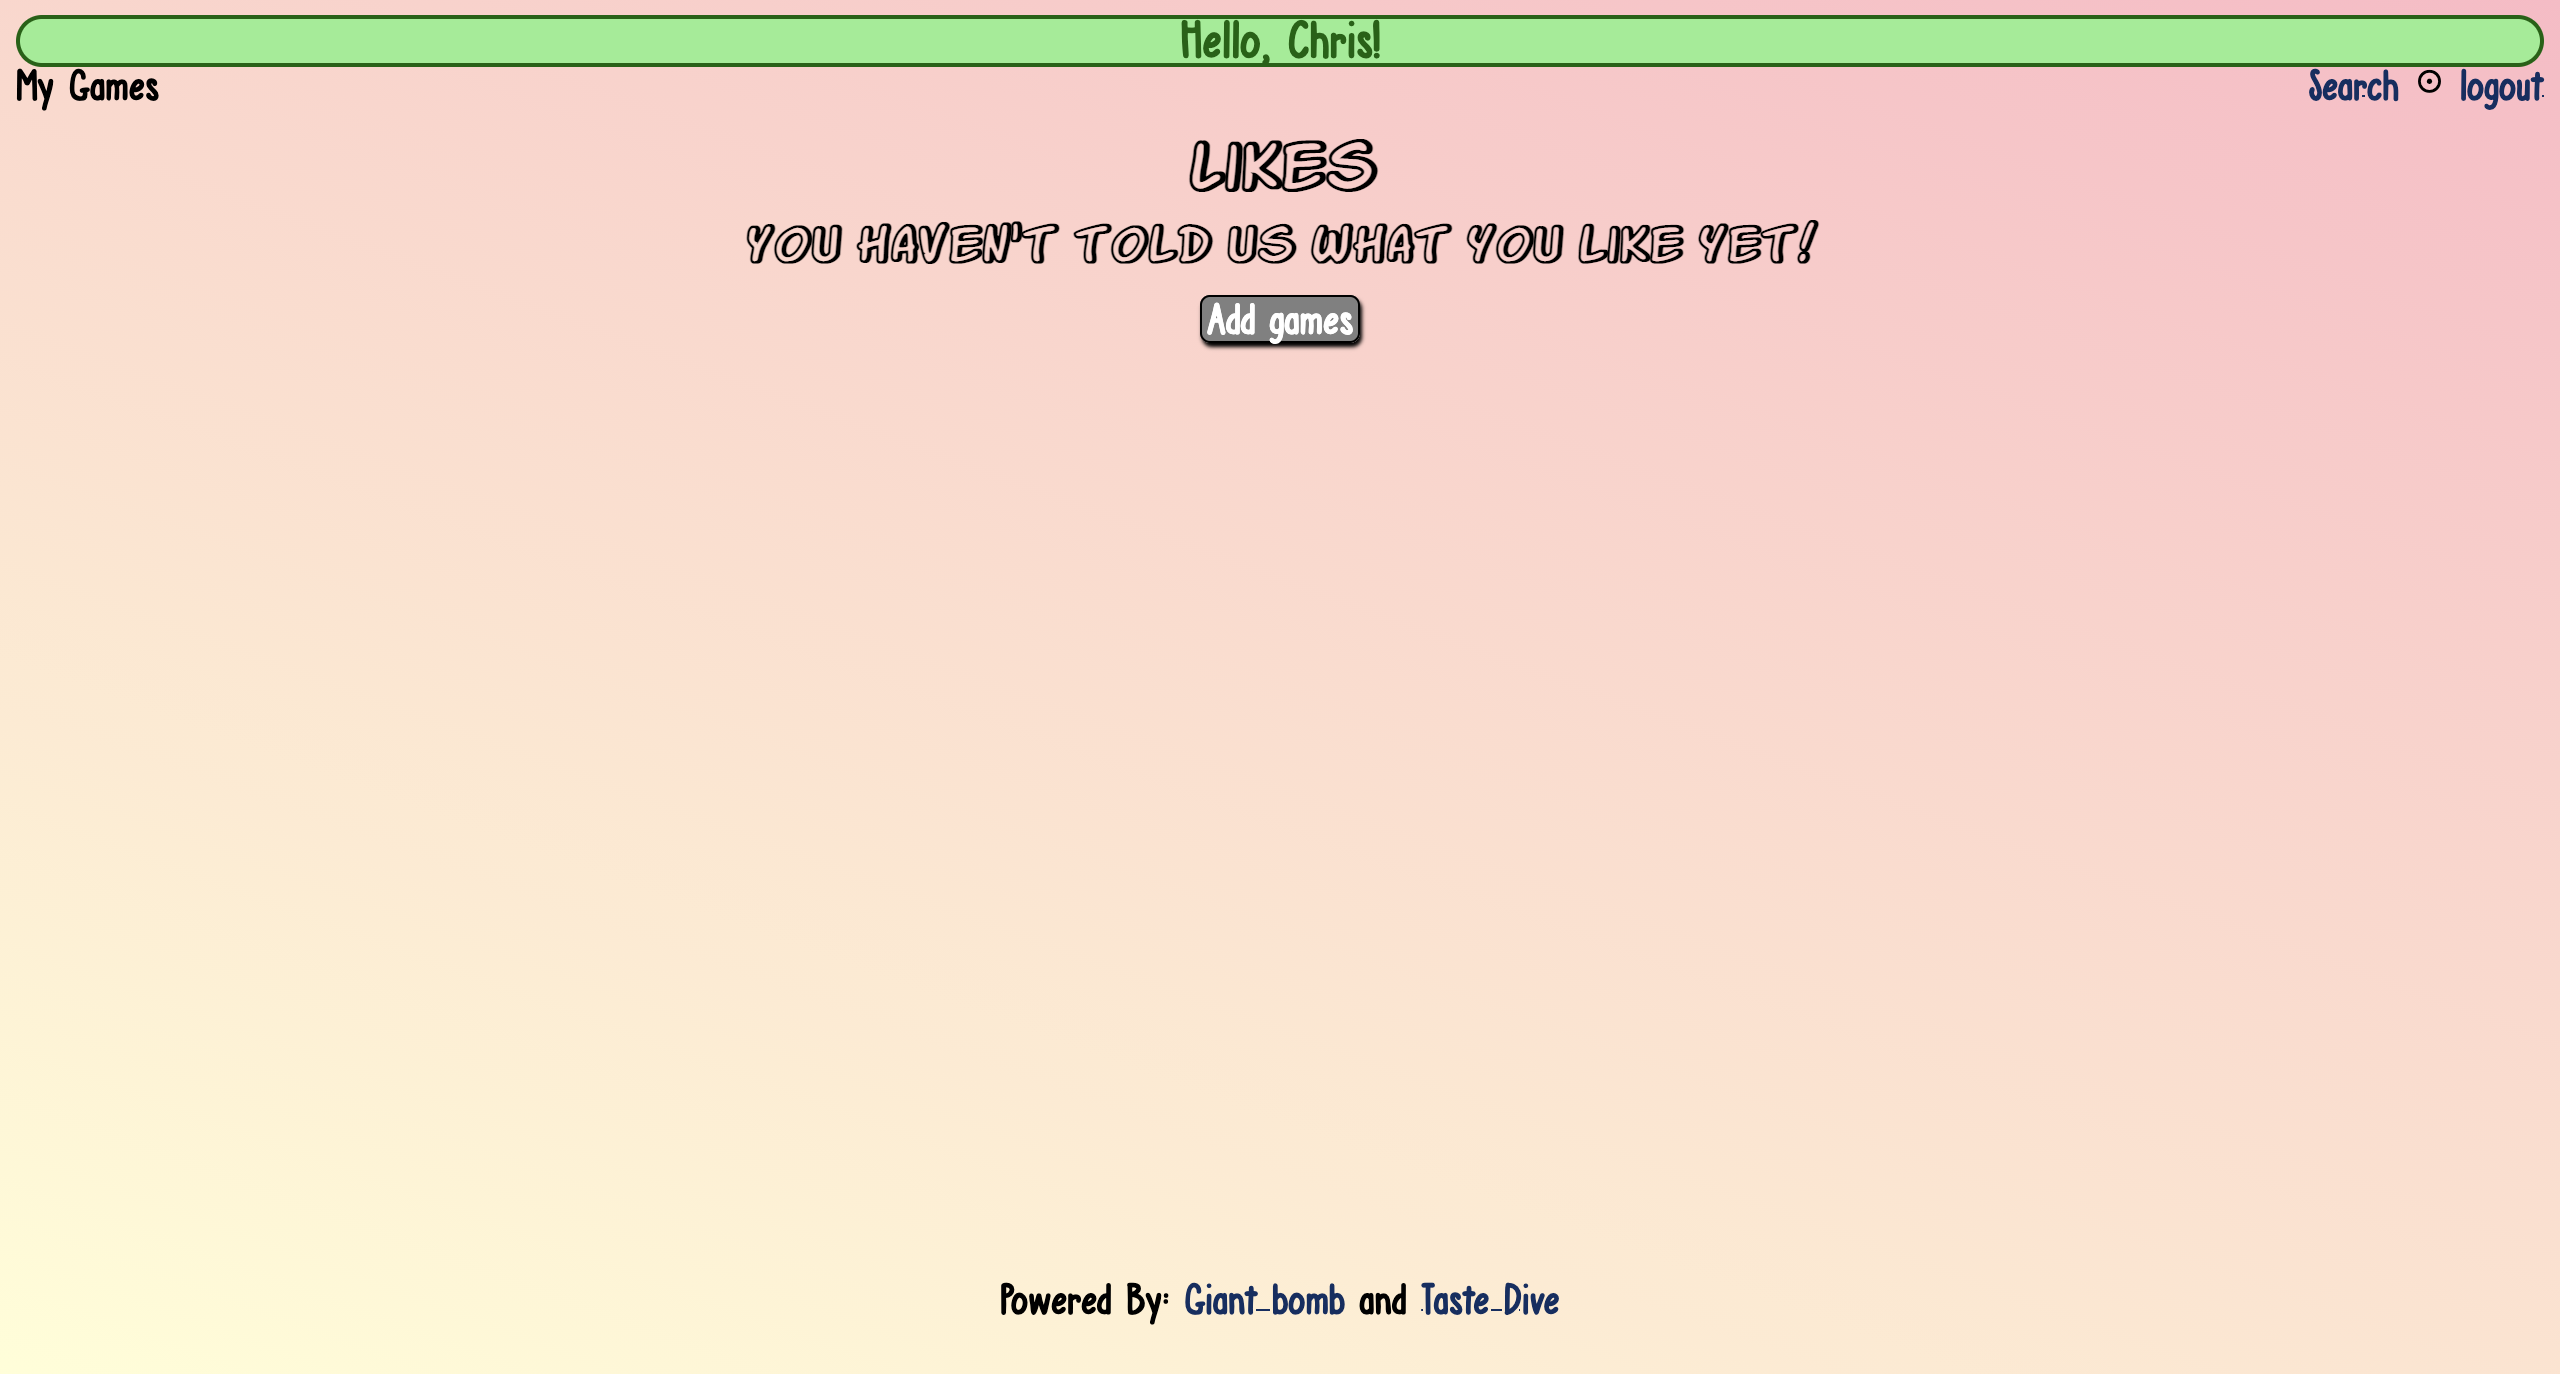 Hello, Chris!
My Games
Search ⊙ logout
LIKES
YOU HAVEN'T TOLD US WHAT YOU LIKE YET!
Add games
Powered By: Giant bomb and Taste Dive